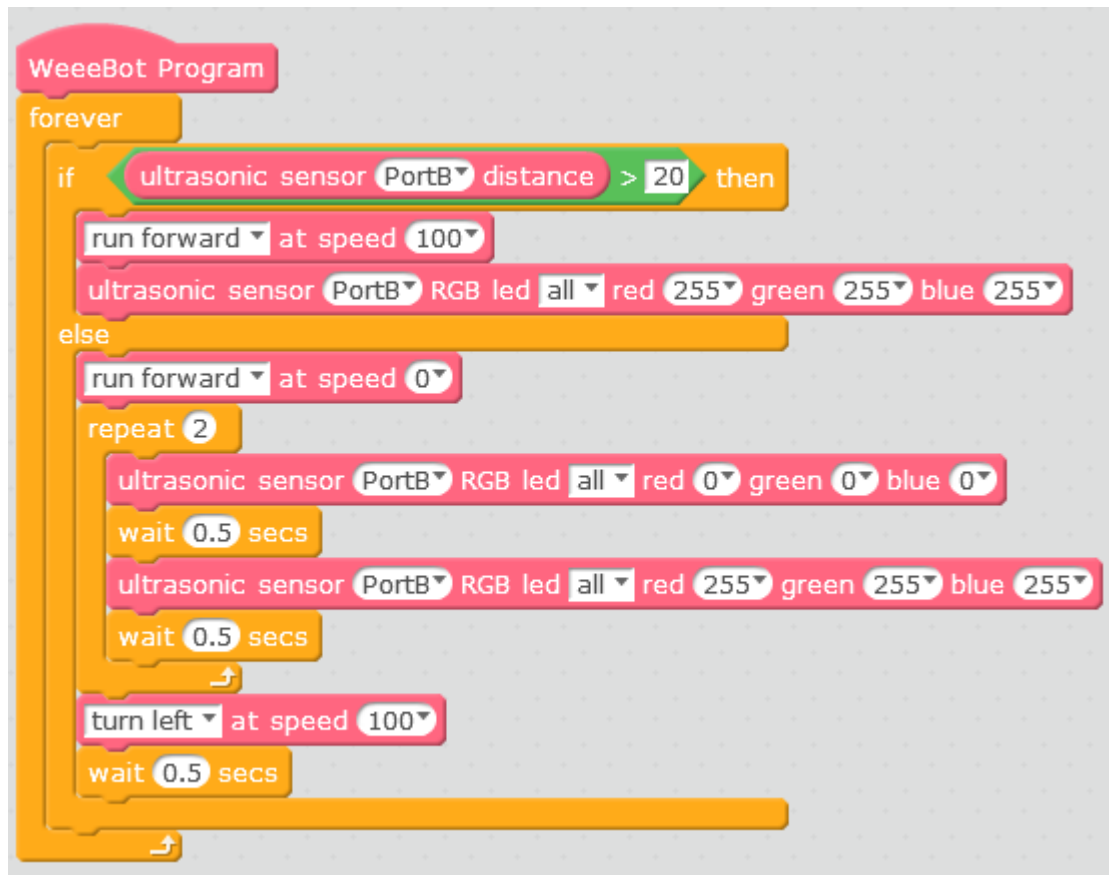 WeeeBot Program
forever
if ultrasonic sensor PortB distance > 20 then
run forward at speed 100
ultrasonic sensor PortB RGB led all red 255 green 255 blue 255
else
run forward at speed 0
repeat 2
ultrasonic sensor PortB RGB led all red 0 green 0 blue 0
wait 0.5 secs
ultrasonic sensor PortB RGB led all red 255 green 255 blue 255
wait 0.5 secs
turn left at speed 100
wait 0.5 secs